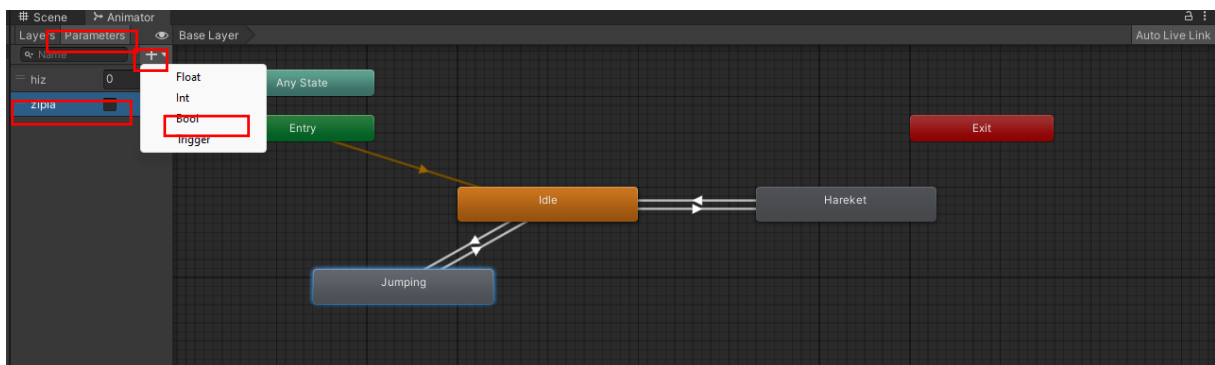 Scene Animator
Layers Parameters Base Layer Auto Live Link
Name
hiz 0
zipla
Float
Int
Bool
Trigger
Any State
Entry
Exit
Idle
Hareket
Jumping